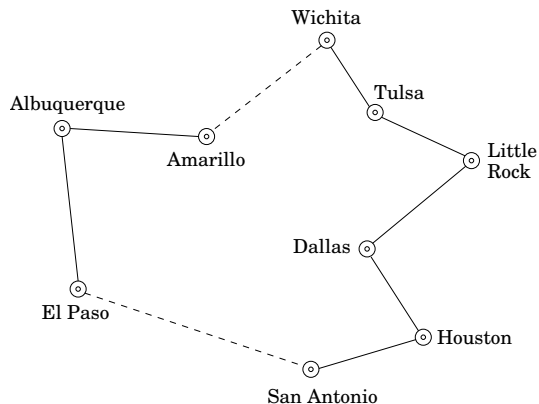 Wichita
Albuquerque
Tulsa
Amarillo
Little
Rock
Dallas
El Paso
Houston
San Antonio